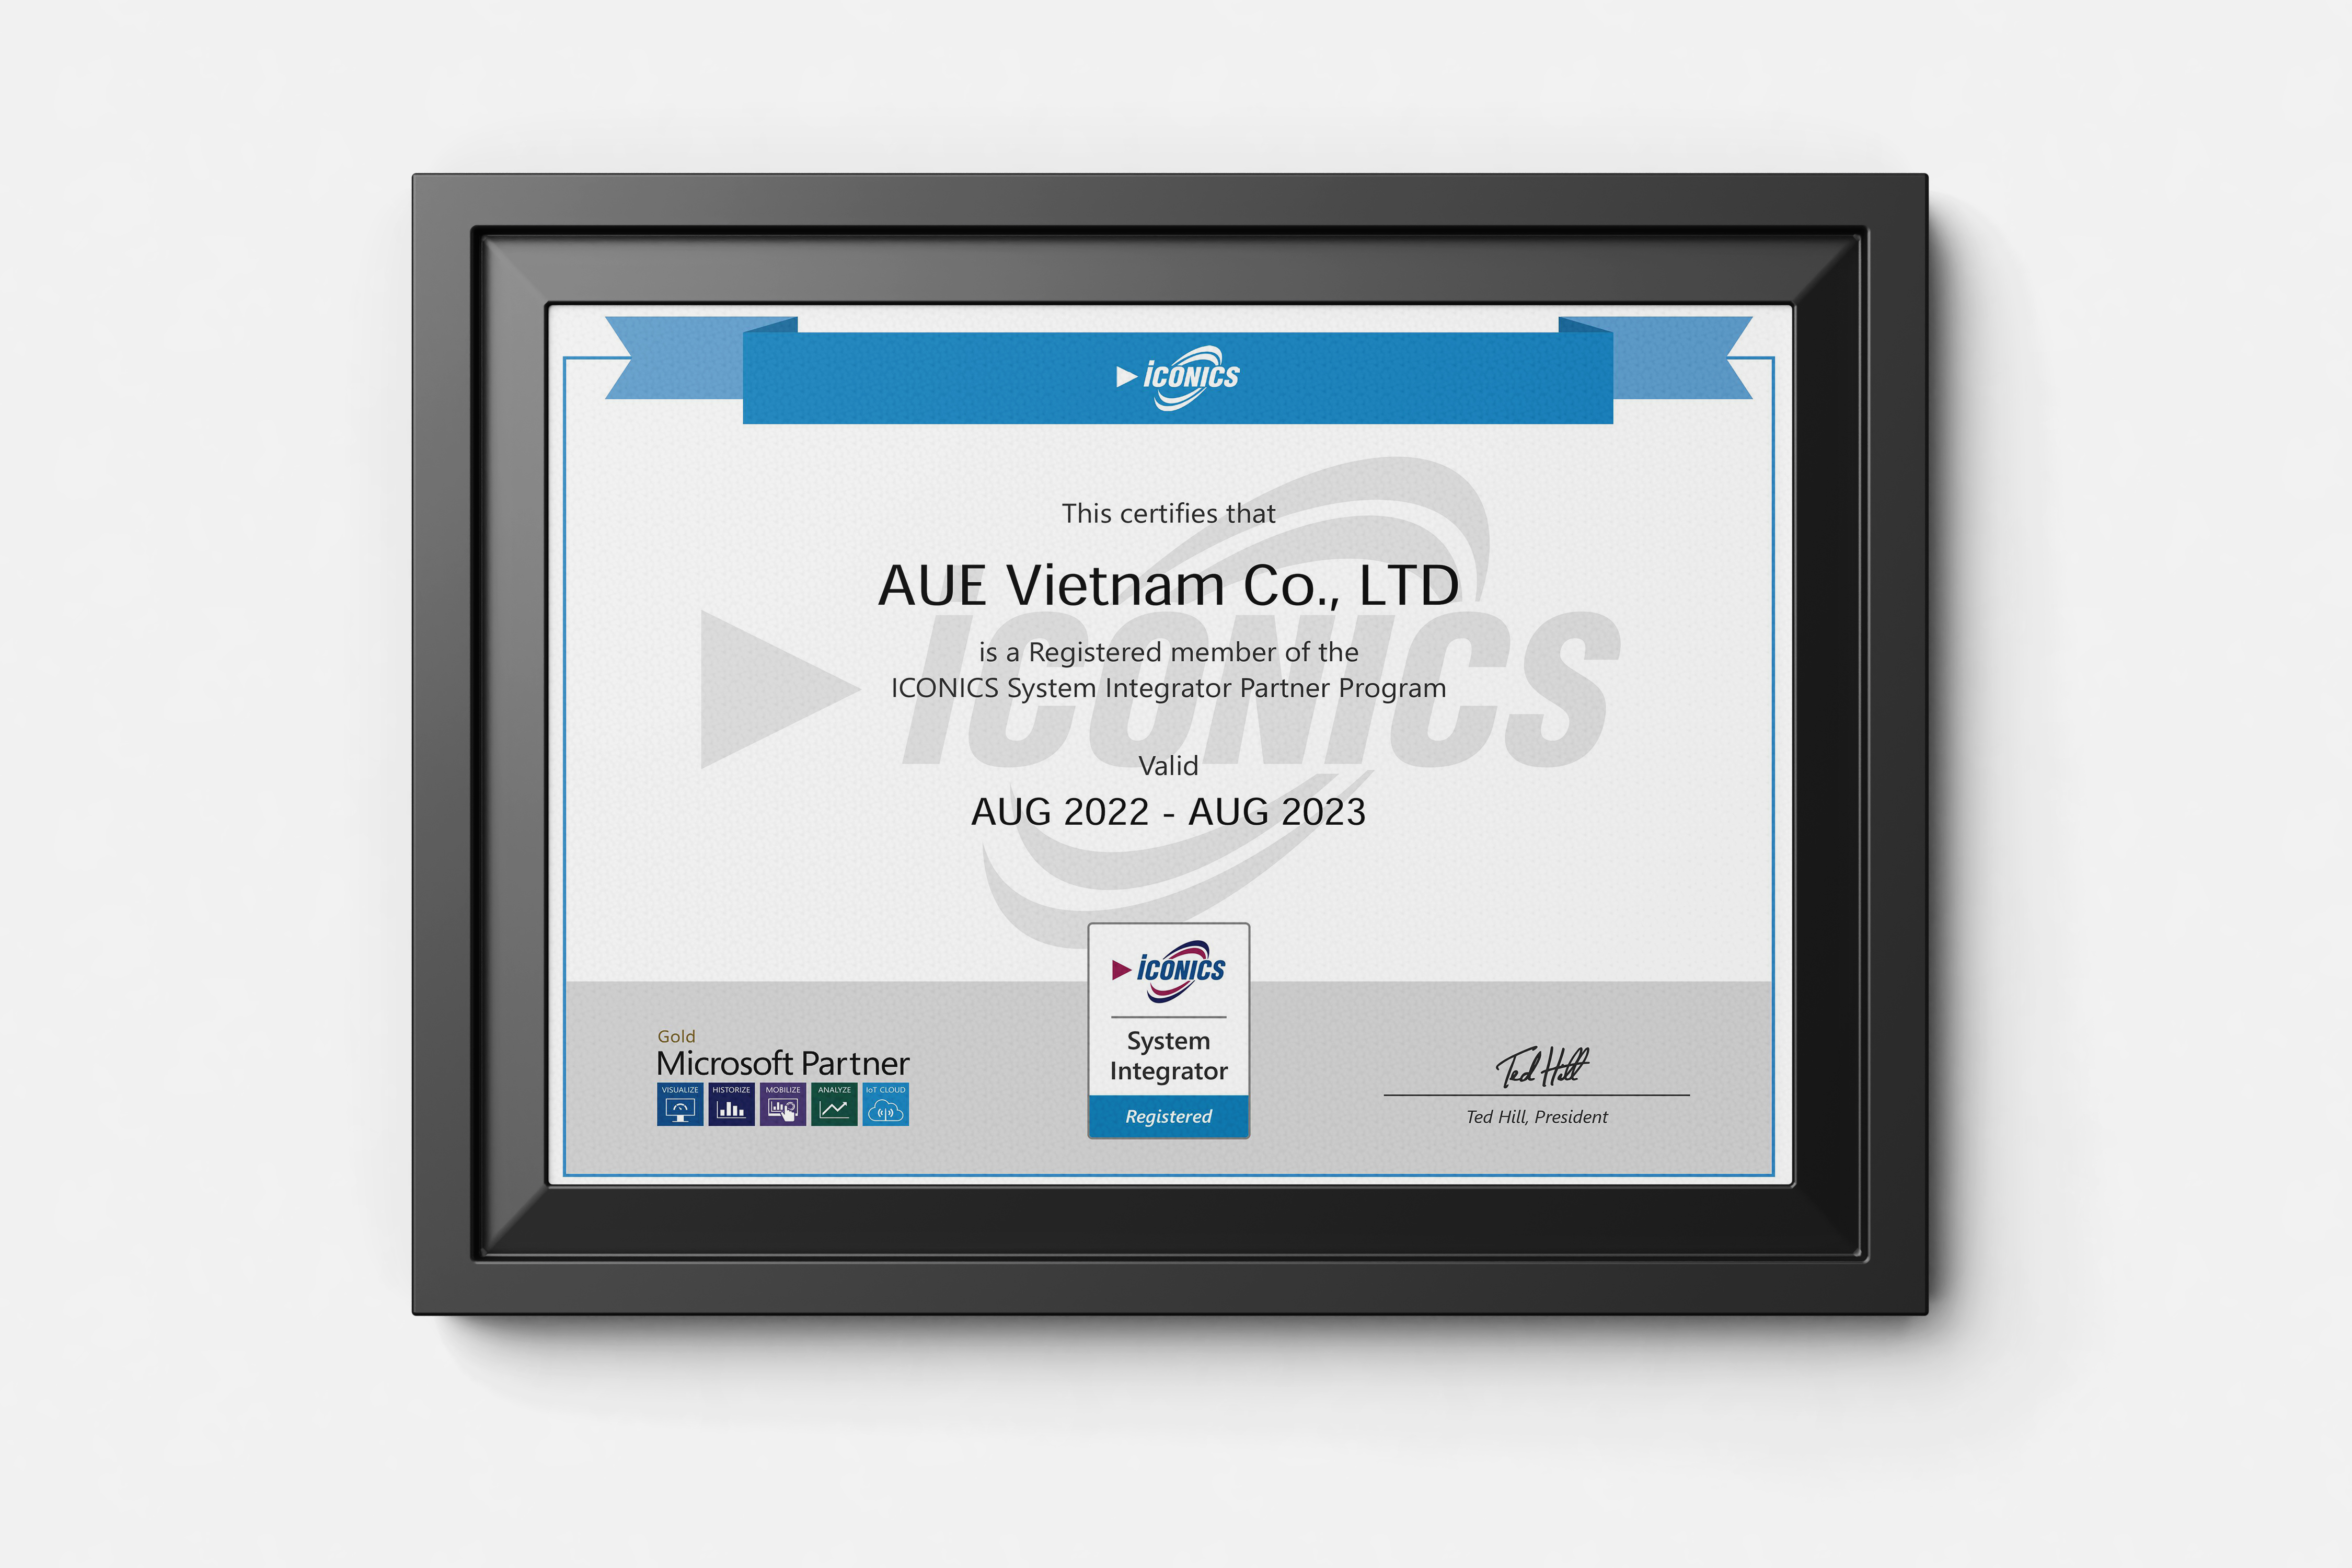 ICONICS
This certifies that
AUE Vietnam Co., LTD
is a Registered member of the
ICONICS System Integrator Partner Program
ICONICS
Valid
AUG 2022 - AUG 2023
Gold
Microsoft Partner
VISUALIZE HISTORIZE MOBILIZE ANALYZE IoT CLOUD
ICONICS
System
Integrator
Registered
Ted Hill
Ted Hill, President